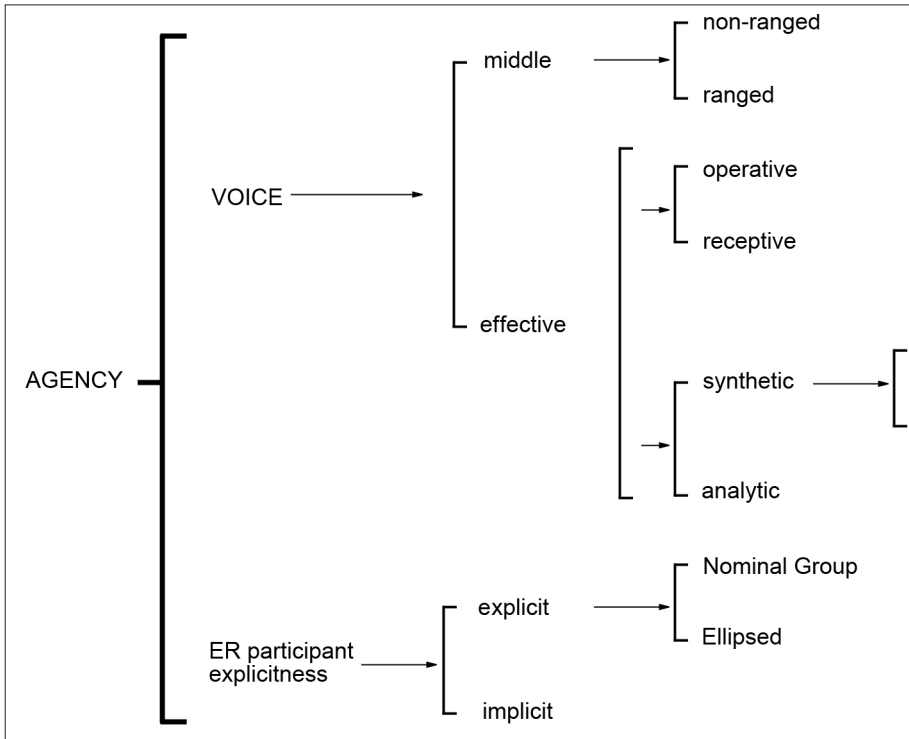 non-ranged
middle
ranged
operative
VOICE
receptive
effective
AGENCY
synthetic
analytic
Nominal Group
explicit
Ellipsed
ER participant
explicitness
implicit